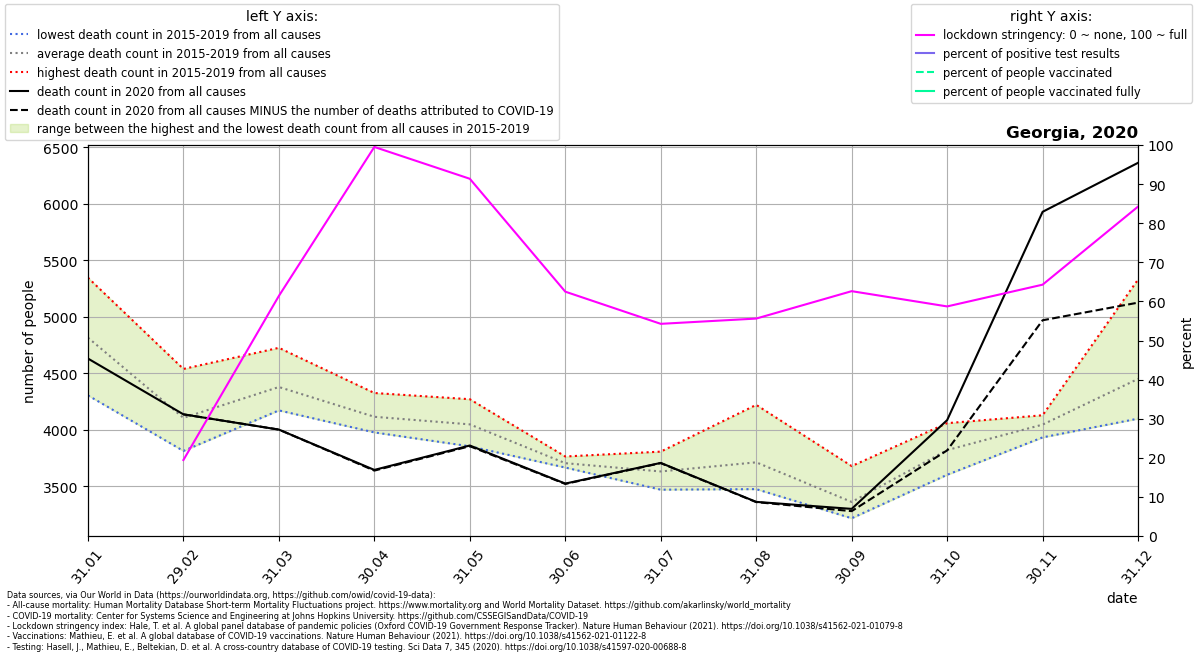 left Y axis:
lowest death count in 2015-2019 from all causes
average death count in 2015-2019 from all causes
highest death count in 2015-2019 from all causes
death count in 2020 from all causes
death count in 2020 from all causes MINUS the number of deaths attributed to COVID-19
range between the highest and the lowest death count from all causes in 2015-2019
right Y axis:
lockdown stringency: 0 ~ none, 100 ~ full
percent of positive test results
percent of people vaccinated
percent of people vaccinated fully
Georgia, 2020
number of people
6500
6000
5500
5000
4500
4000
3500
100
90
80
70
60
50
40
30
20
10
0
percent
31.01
29.02
31.03
30.04
31.05
30.06
31.07
31.08
30.09
31.10
30.11
31.12
date
Data sources, via Our World in Data (https://ourworldindata.org, https://github.com/owid/covid-19-data):
- All-cause mortality: Human Mortality Database Short-term Mortality Fluctuations project. https://www.mortality.org and World Mortality Dataset. https://github.com/akarlinsky/world_mortality
- COVID-19 mortality: Center for Systems Science and Engineering at Johns Hopkins University. https://github.com/CSSEGISandData/COVID-19
- Lockdown stringency index: Hale, T. et al. A global panel database of pandemic policies (Oxford COVID-19 Government Response Tracker). Nature Human Behaviour (2021). https://doi.org/10.1038/s41562-021-01079-8
- Vaccinations: Mathieu, E. et al. A global database of COVID-19 vaccinations. Nature Human Behaviour (2021). https://doi.org/10.1038/s41562-021-01122-8
- Testing: Hasell, J., Mathieu, E., Beltekian, D. et al. A cross-country database of COVID-19 testing. Sci Data 7, 345 (2020). https://doi.org/10.1038/s41597-020-00688-8